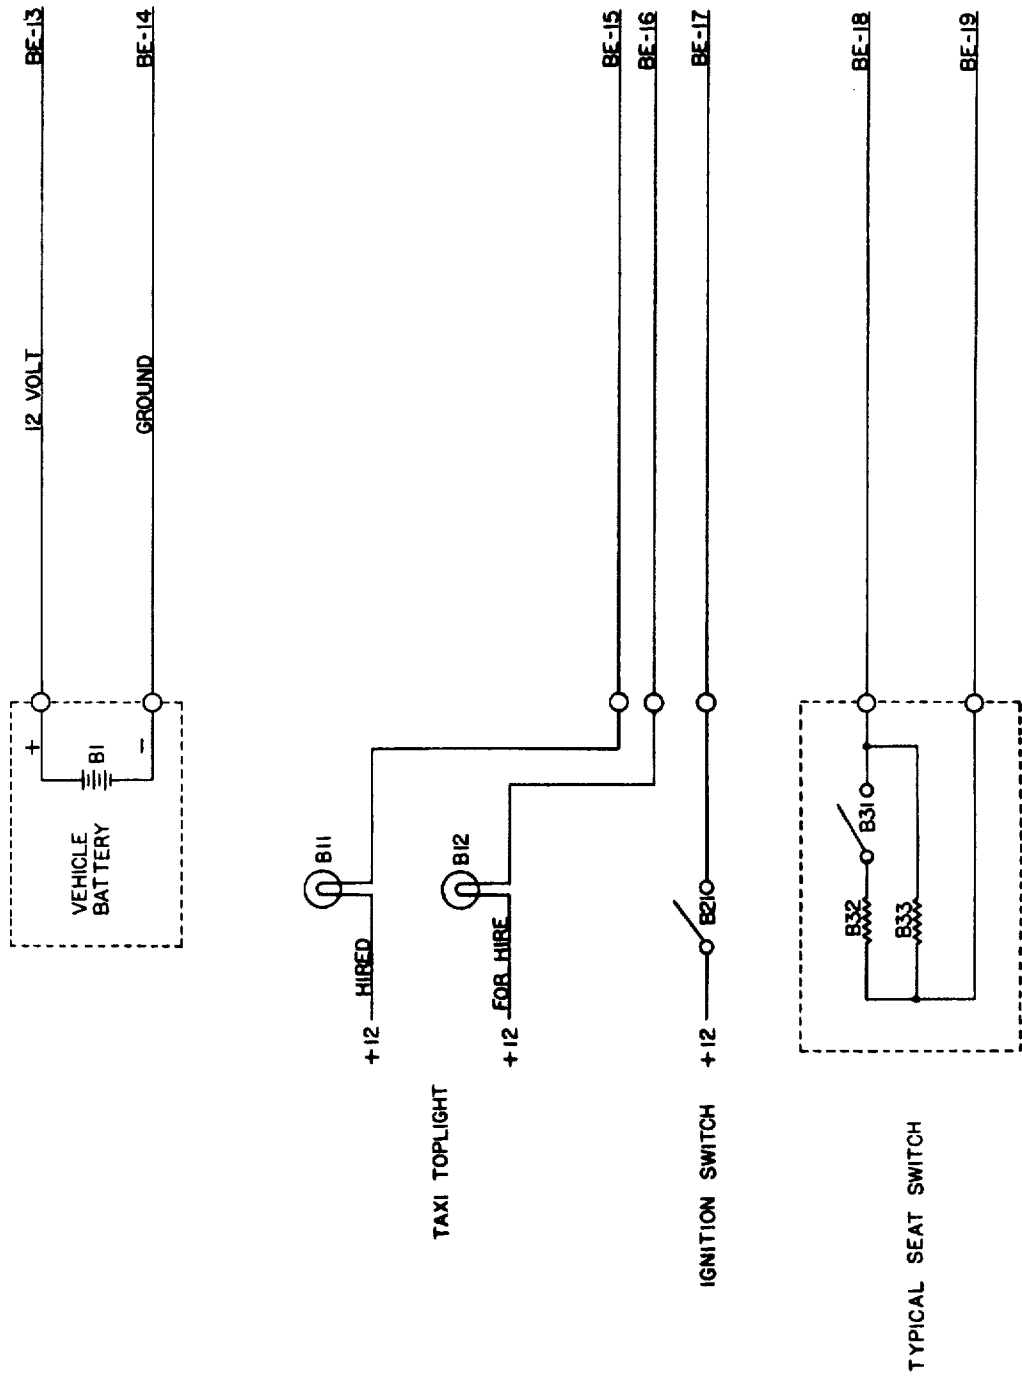 BE-13
BE-14
BE-15
BE-16
BE-17
BE-18
BE-19
12 VOLT
GROUND
+
B1
-
VEHICLE
BATTERY
B11
HIRED
+12
B12
FOR HIRE
+12
TAXI TOPLIGHT
B21
+12
IGNITION SWITCH
B31
B32
B33
TYPICAL SEAT SWITCH